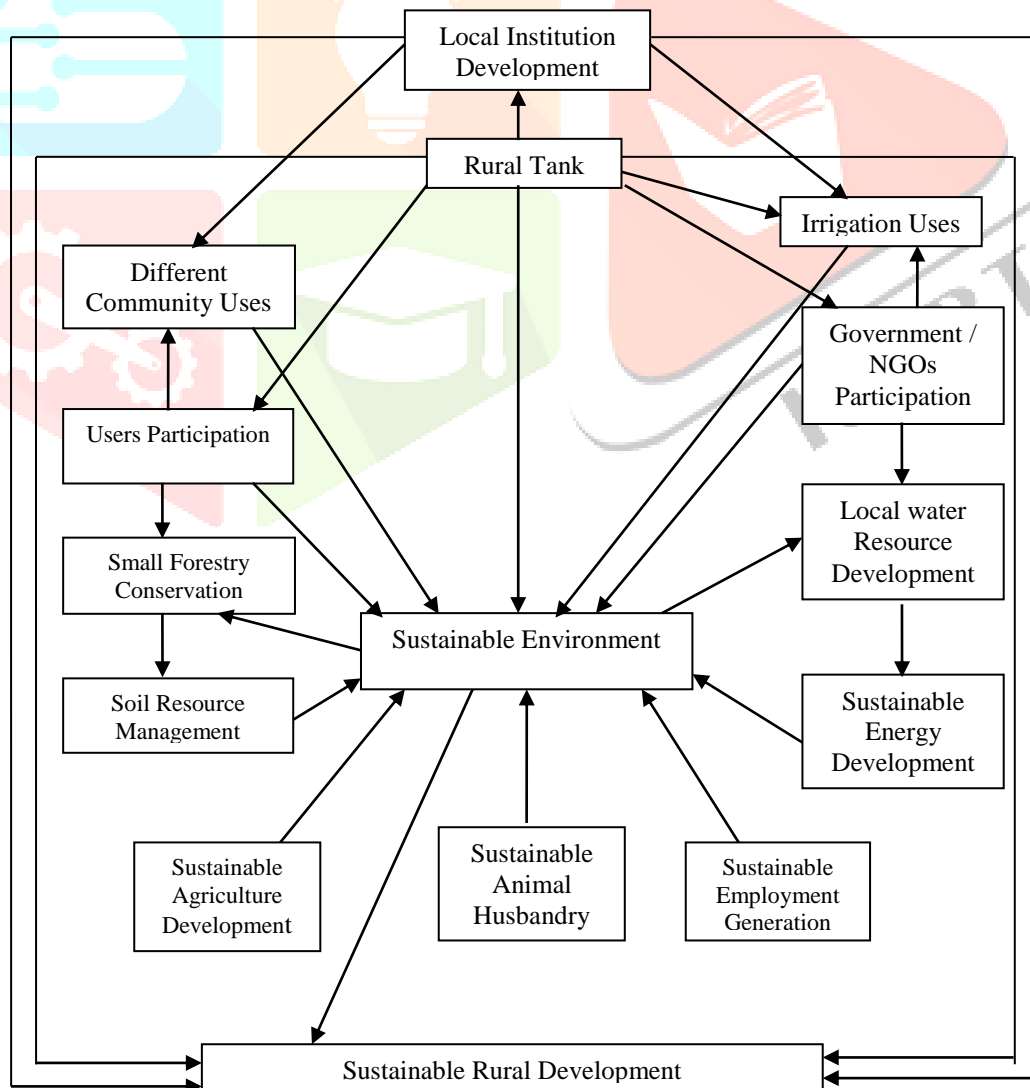 Local Institution
Development
Rural Tank
Irrigation Uses
Different
Community Uses
Government /
NGOs
Participation
Users Participation
Local water
Resource
Development
Small Forestry
Conservation
Sustainable Environment
Soil Resource
Management
Sustainable
Energy
Development
Sustainable
Agriculture
Development
Sustainable
Animal
Husbandry
Sustainable
Employment
Generation
Sustainable Rural Development